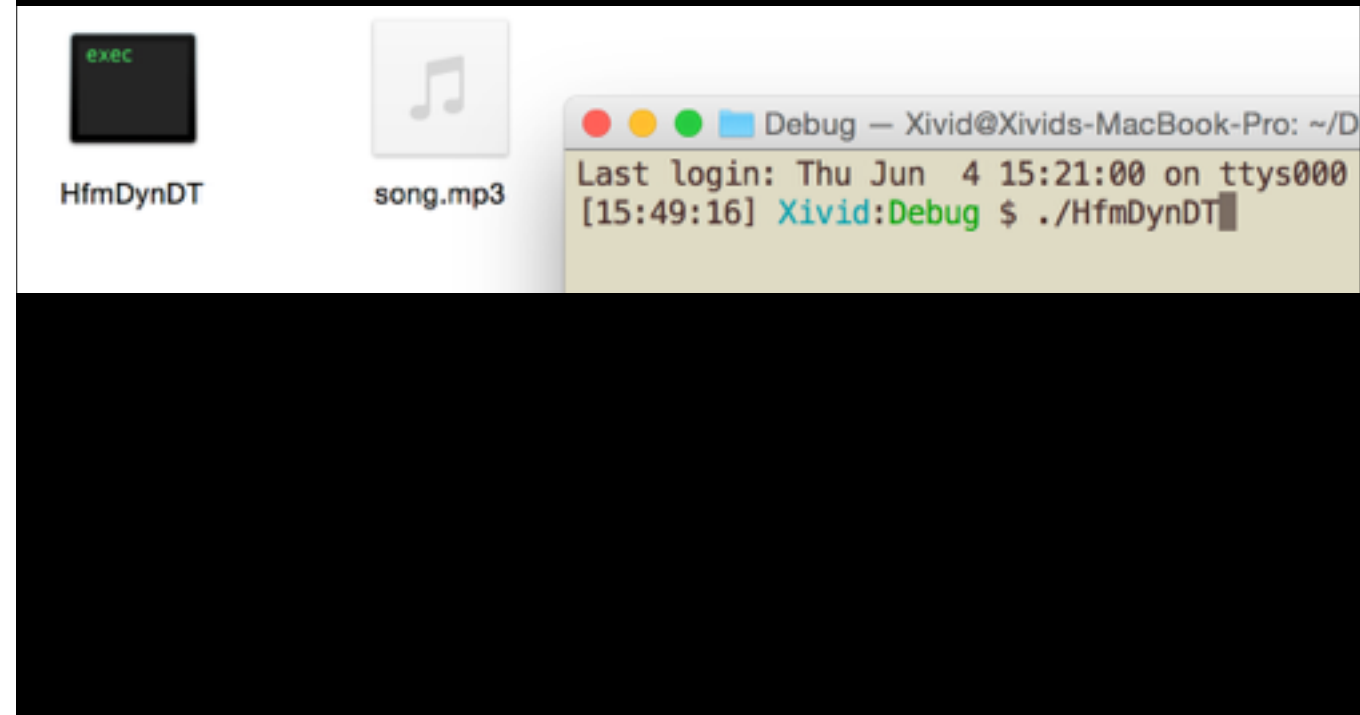 exec
HfmDynDT
song.mp3
Debug — Xivid@Xivids-MacBook-Pro: ~/D
Last login: Thu Jun  4 15:21:00 on ttys000
[15:49:16] Xivid:Debug $ ./HfmDynDT